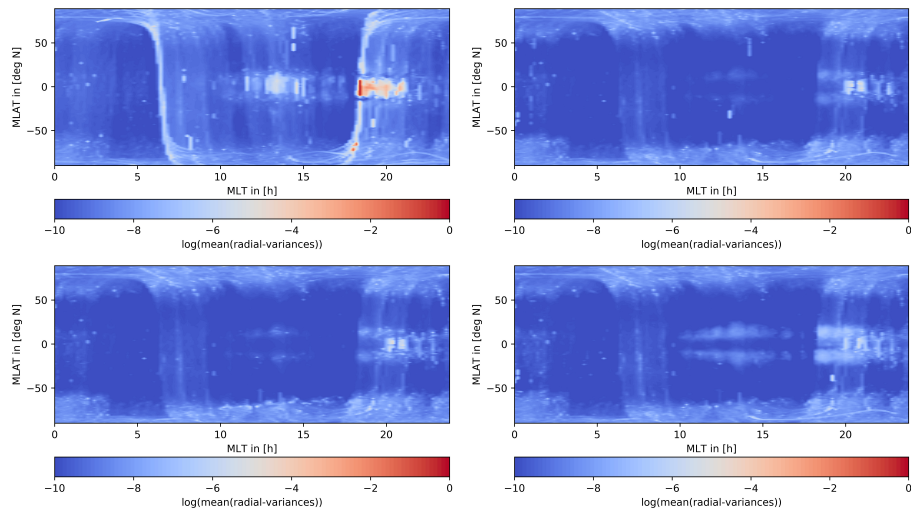 50
0
−50
MLAT in [deg N]
0 5 10 15 20
MLT in [h]
−10 −8 −6 −4 −2 0
log(mean(radial-variances))
50
0
−50
MLAT in [deg N]
0 5 10 15 20
MLT in [h]
−10 −8 −6 −4 −2 0
log(mean(radial-variances))
50
0
−50
MLAT in [deg N]
0 5 10 15 20
MLT in [h]
−10 −8 −6 −4 −2 0
log(mean(radial-variances))
50
0
−50
MLAT in [deg N]
0 5 10 15 20
MLT in [h]
−10 −8 −6 −4 −2 0
log(mean(radial-variances))